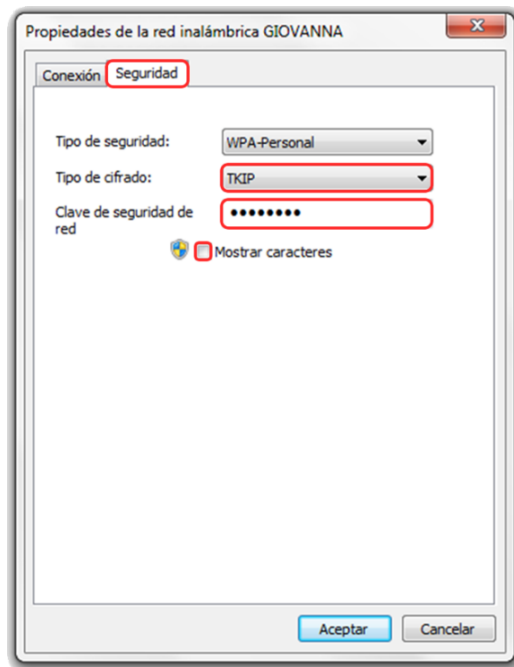 Propiedades de la red inalámbrica GIOVANNA
Conexión Seguridad
Tipo de seguridad: WPA-Personal
Tipo de cifrado: TKIP
Clave de seguridad de
red
••••••••
Mostrar caracteres
Aceptar Cancelar